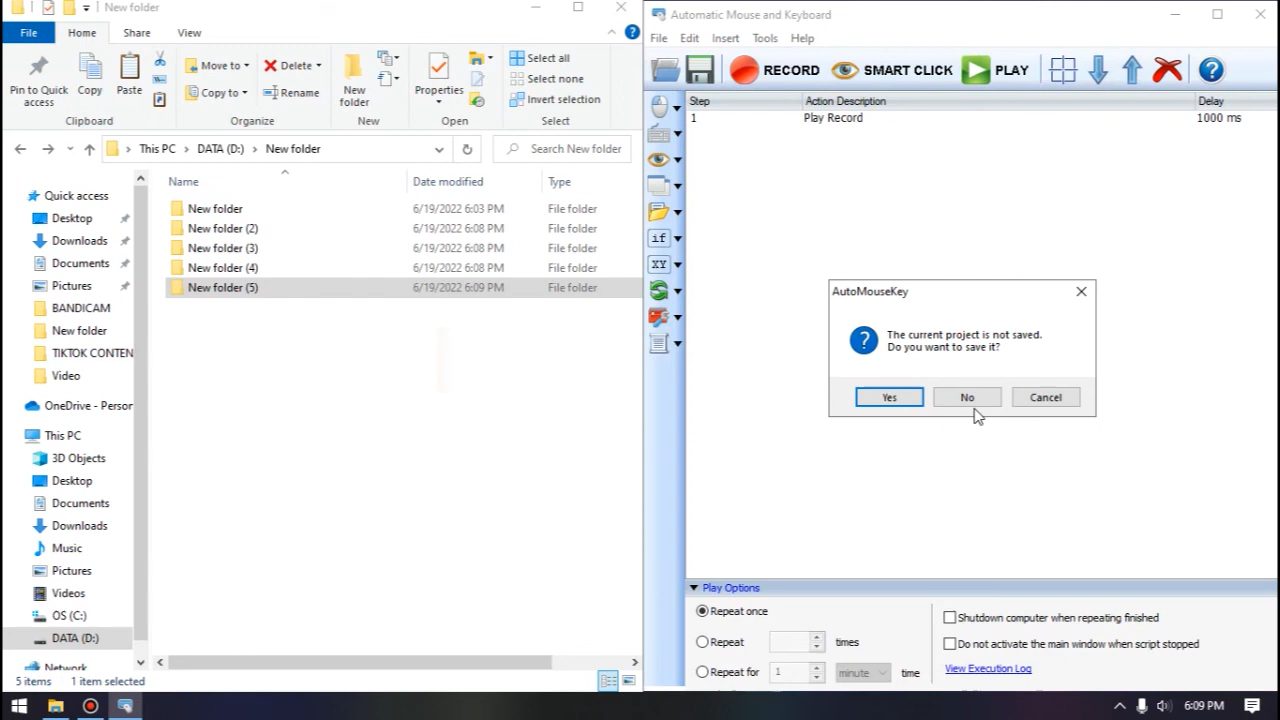 New folder
File Home Share View
Pin to Quick access
Copy
Paste
Clipboard
Move to
Copy to
Delete
Rename
Organize
New folder
New
Properties
Open
Select all
Select none
Invert selection
Select
This PC DATA (D:) New folder
Search New folder
Name Date modified Type
New folder 6/19/2022 6:03 PM File folder
New folder (2) 6/19/2022 6:08 PM File folder
New folder (3) 6/19/2022 6:08 PM File folder
New folder (4) 6/19/2022 6:08 PM File folder
New folder (5) 6/19/2022 6:09 PM File folder
Quick access
Desktop
Downloads
Documents
Pictures
BANDICAM
New folder
TIKTOK CONTEN
Video
OneDrive - Person
This PC
3D Objects
Desktop
Documents
Downloads
Music
Pictures
Videos
OS (C:)
DATA (D:)
Network
5 items 1 item selected
Automatic Mouse and Keyboard
File Edit Insert Tools Help
RECORD SMART CLICK PLAY
Step Action Description Delay
1 Play Record 1000 ms
if
XY
AutoMouseKey
The current project is not saved.
Do you want to save it?
Yes No Cancel
Play Options
Repeat once
Repeat times
Repeat for 1 minute time
Shutdown computer when repeating finished
Do not activate the main window when script stopped
View Execution Log
6:09 PM